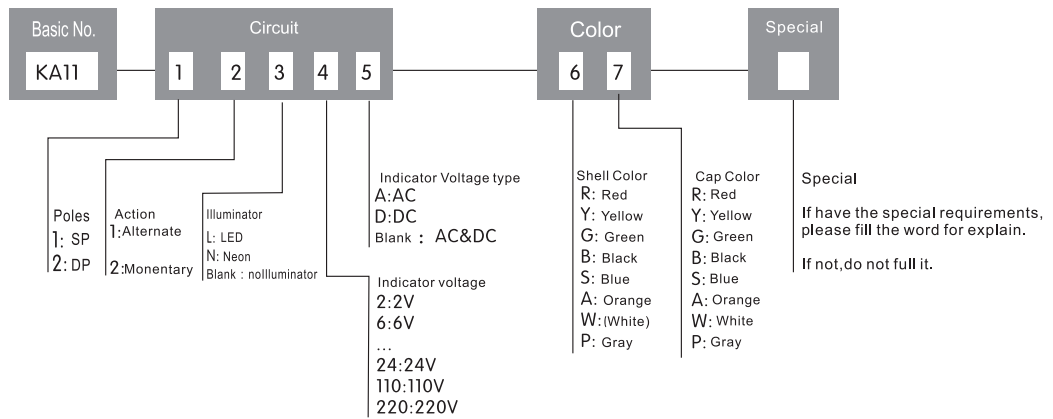 Basic No.
KA11
Circuit
1 2 3 4 5
Color
6 7
Special
Poles
1: SP
2: DP
Action
1:Alternate
2:Monentary
Illuminator
L: LED
N: Neon
Blank : nolIluminator
Indicator Voltage type
A:AC
D:DC
Blank : AC&DC
Indicator voltage
2:2V
6:6V
...
24:24V
110:110V
220:220V
Shell Color
R: Red
Y: Yellow
G: Green
B: Black
S: Blue
A: Orange
W:(White)
P: Gray
Cap Color
R: Red
Y: Yellow
G: Green
B: Black
S: Blue
A: Orange
W: White
P: Gray
Special
If have the special requirements,
please fill the word for explain.
If not,do not full it.